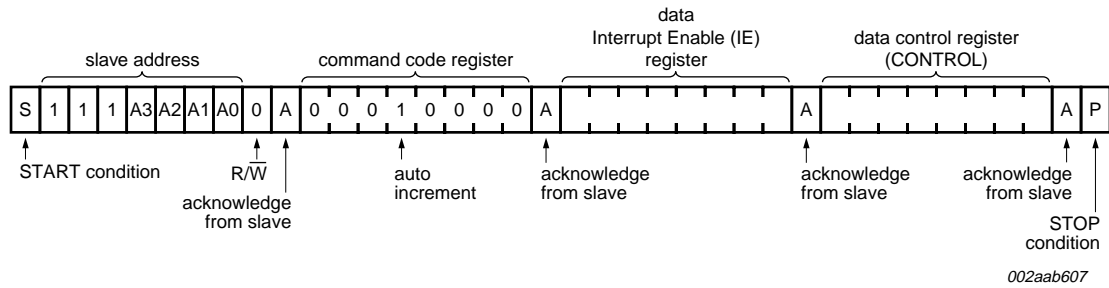 data
Interrupt Enable (IE)
register
data control register
(CONTROL)
slave address
command code register
S 1 1 1 A3 A2 A1 A0 0 A 0 0 0 1 0 0 0 0 A A A P
START condition
R/W̅
acknowledge
from slave
auto
increment
acknowledge
from slave
acknowledge
from slave
acknowledge
from slave
STOP
condition
002aab607